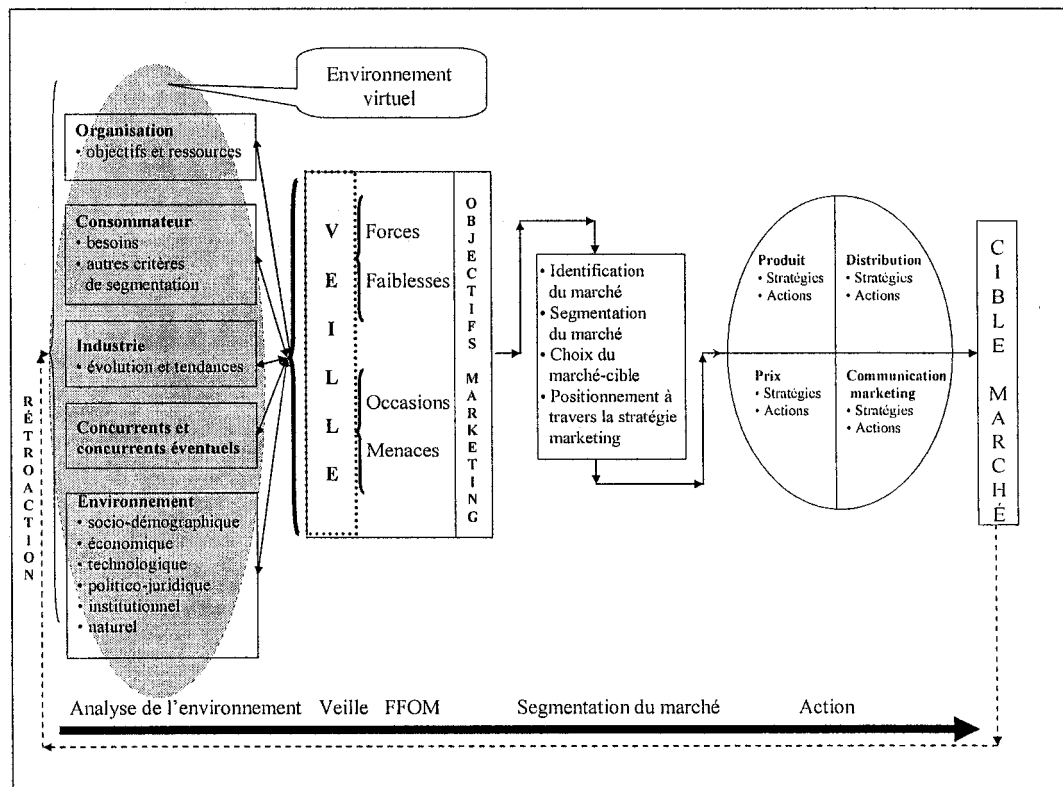 Environnement
virtuel
Organisation
• objectifs et ressources
Consommateur
• besoins
• autres critères
de segmentation
Industrie
• évolution et tendances
Concurrents et
concurrents éventuels
Environnement
• socio-démographique
• économique
• technologique
• politico-juridique
• institutionnel
• naturel
RÉTROACTION
VEILLE
Forces
Faiblesses
Occasions
Menaces
OBJECTIFS MARKETING
• Identification
du marché
• Segmentation
du marché
• Choix du
marché-cible
• Positionnement à
travers la stratégie
marketing
Produit
• Stratégies
• Actions
Distribution
• Stratégies
• Actions
Prix
• Stratégies
• Actions
Communication
marketing
• Stratégies
• Actions
CIBLE MARCHÉ
Analyse de l'environnement Veille FFOM Segmentation du marché Action